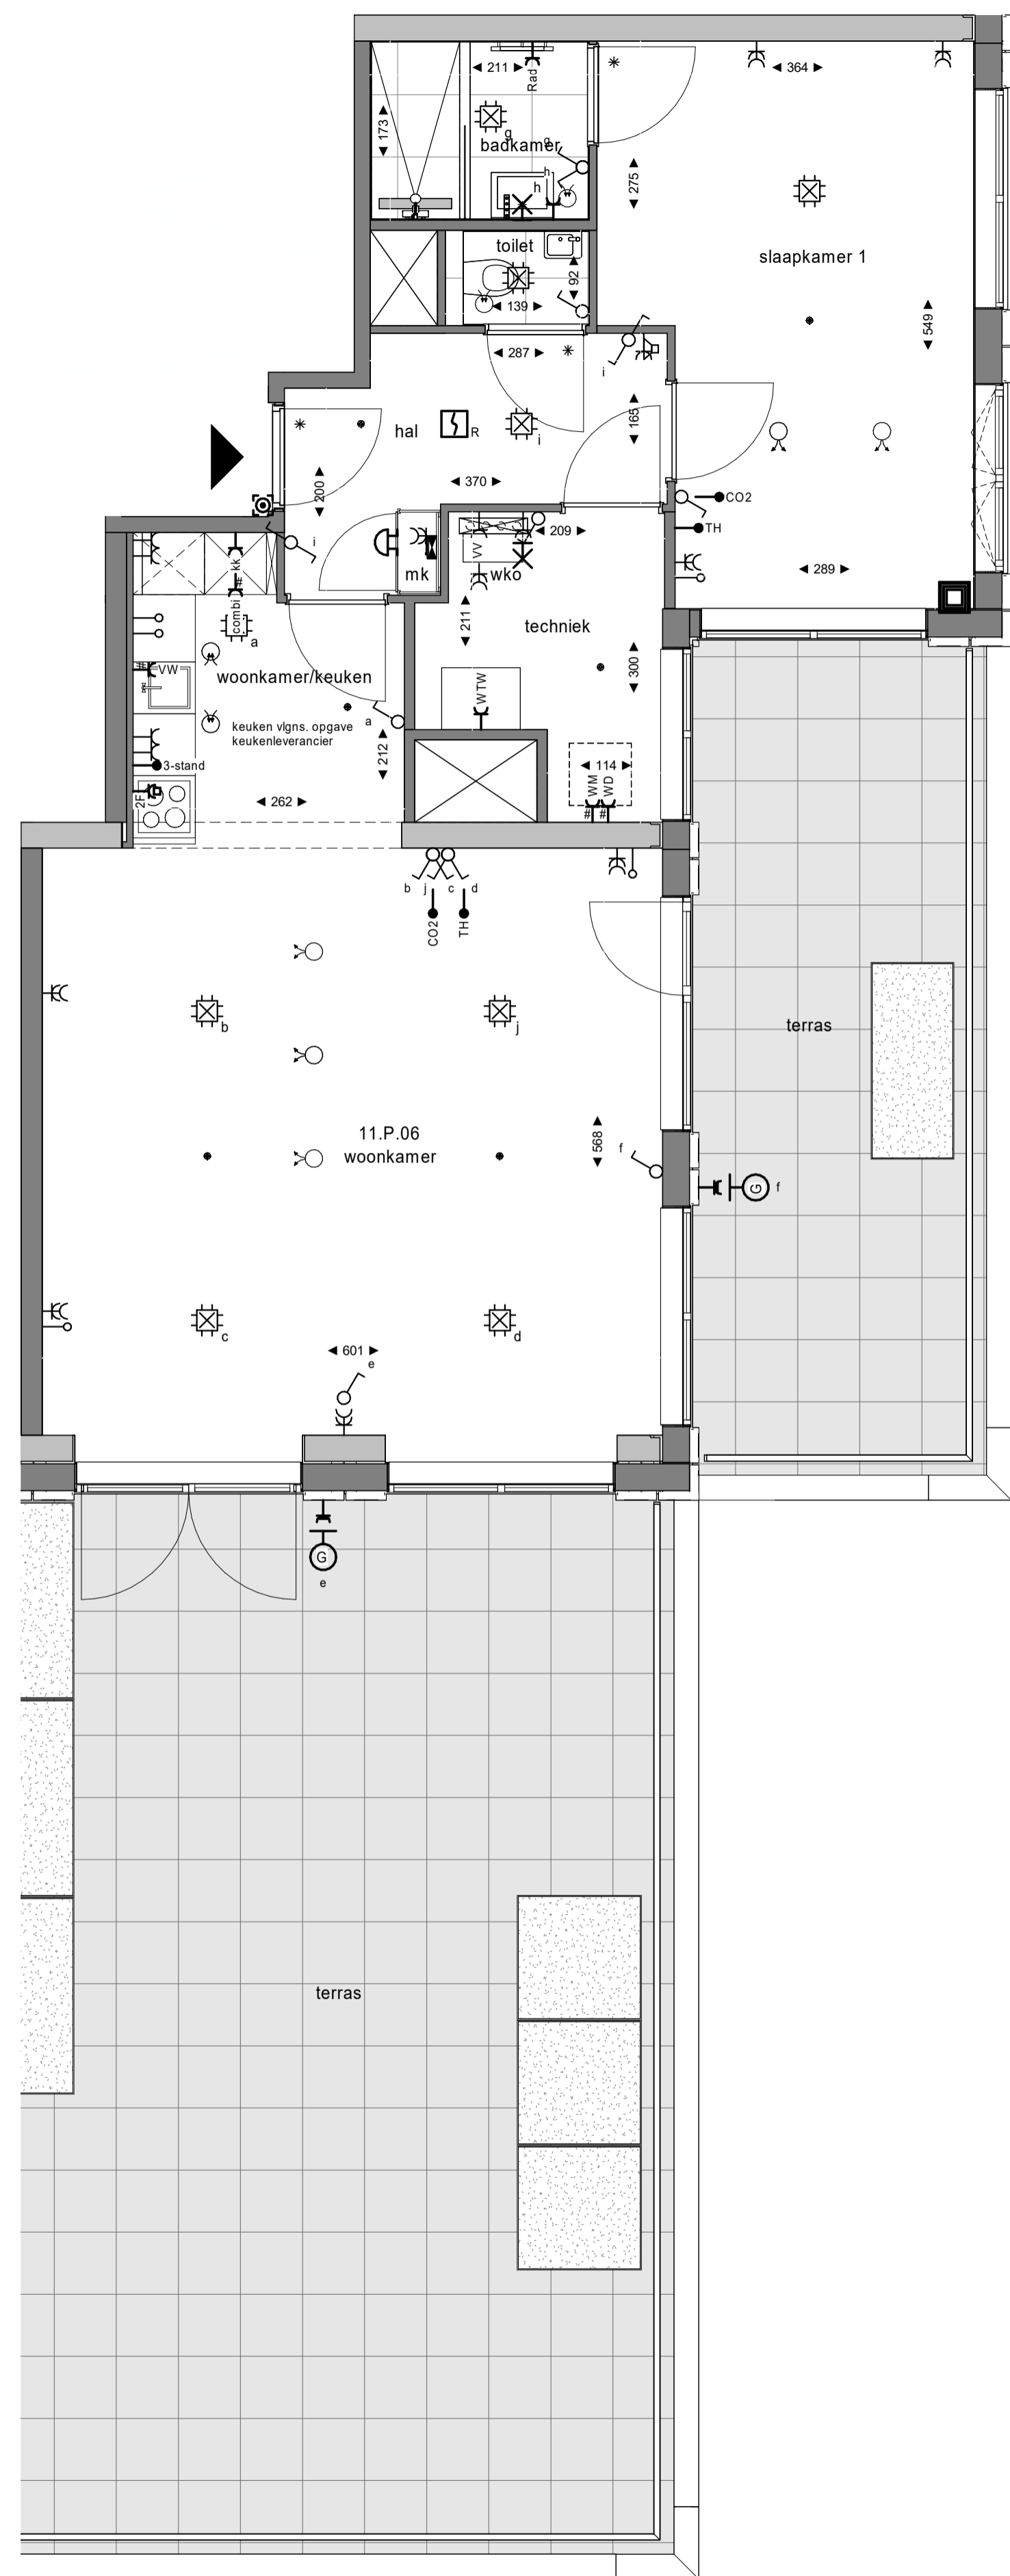 211
Rad
173
g
badkamer
g
h
h
275
364
slaapkamer 1
549
toilet
92
139
287
i
165
hal
R
i
370
200
i
CO2
TH
289
kk
combi
#
a
mk
VV
wko
209
211
techniek
300
VW
#
woonkamer/keuken
keuken vlgns. opgave
keukenleverancier
a
212
3-stand
2F
262
WTW
114
WM
WD
#
#
b
j
c
d
CO2
TH
b
j
terras
11.P.06
woonkamer
568
f
G
f
c
d
601
e
G
e
terras